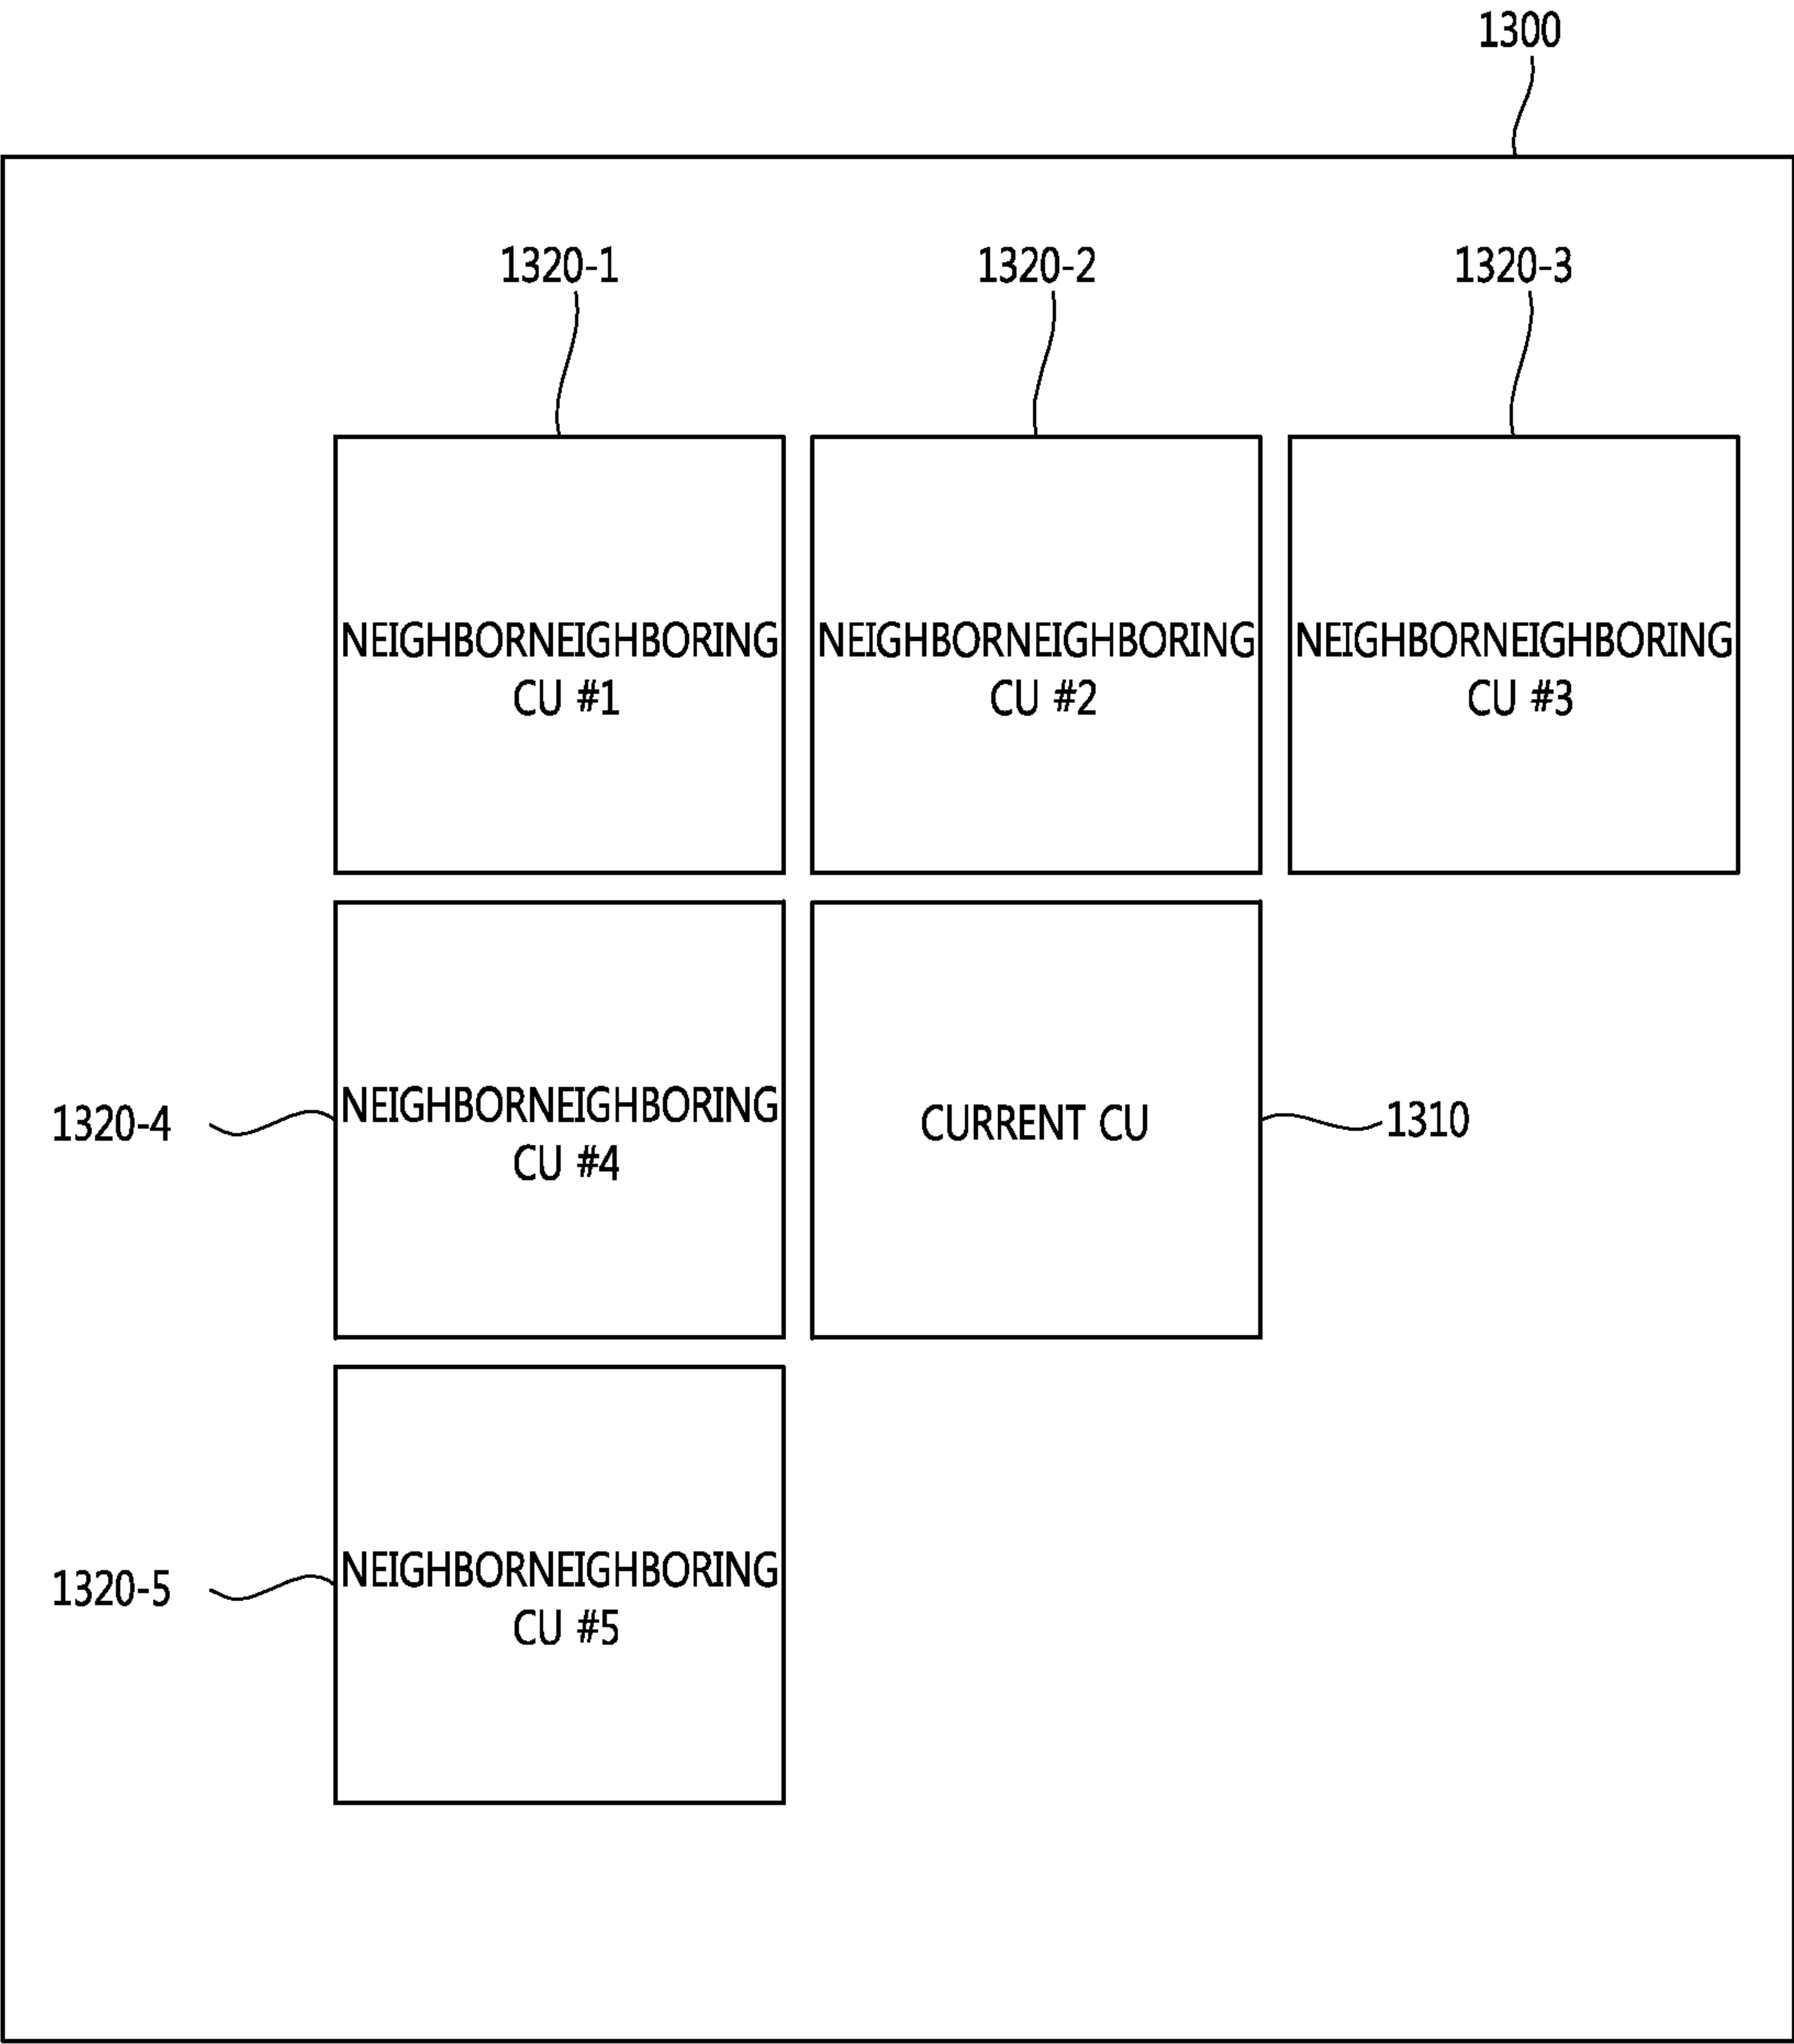 1300
1320-1
1320-2
1320-3
NEIGHBORNEIGHBORING
CU #1
NEIGHBORNEIGHBORING
CU #2
NEIGHBORNEIGHBORING
CU #3
1320-4
NEIGHBORNEIGHBORING
CU #4
CURRENT CU
1310
1320-5
NEIGHBORNEIGHBORING
CU #5